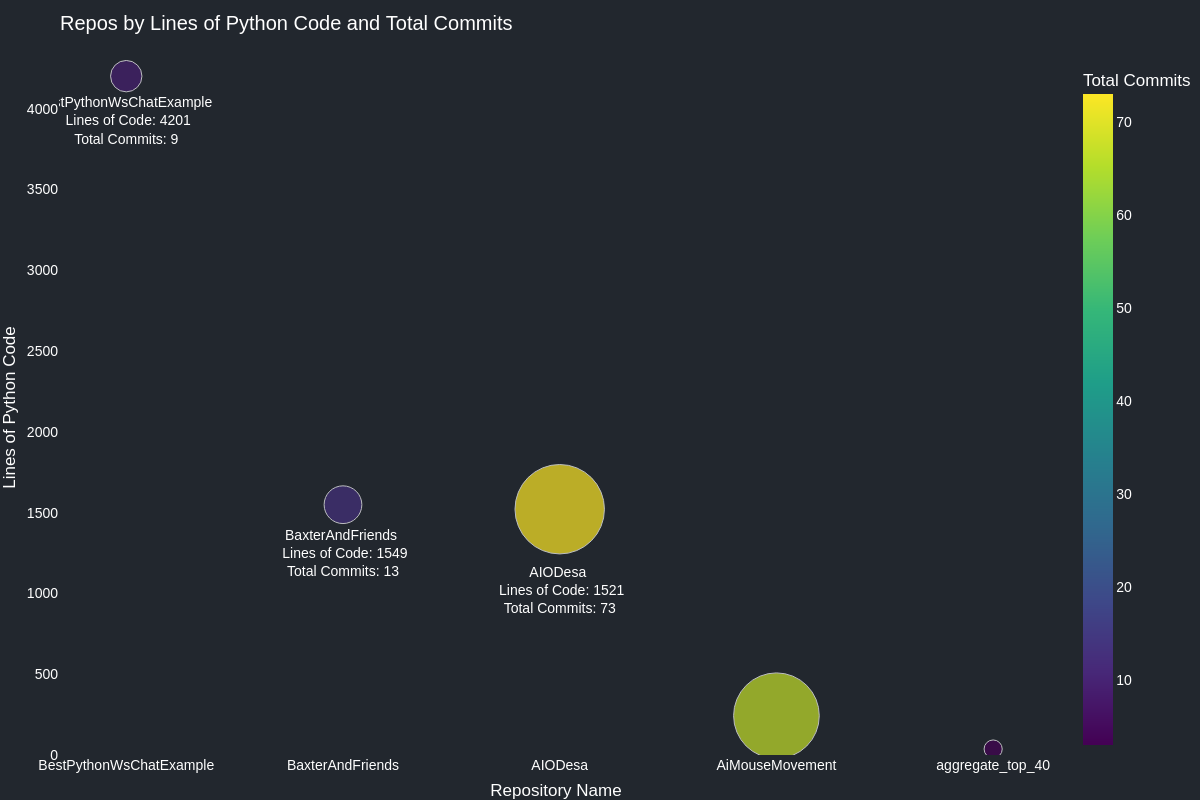 Repos by Lines of Python Code and Total Commits
Total Commits
tPythonWsChatExample
Lines of Code: 4201
Total Commits: 9
4000
3500
3000
2500
2000
1500
1000
500
0
Lines of Python Code
BaxterAndFriends
Lines of Code: 1549
Total Commits: 13
AIODesa
Lines of Code: 1521
Total Commits: 73
70
60
50
40
30
20
10
BestPythonWsChatExample
BaxterAndFriends
AIODesa
AiMouseMovement
aggregate_top_40
Repository Name